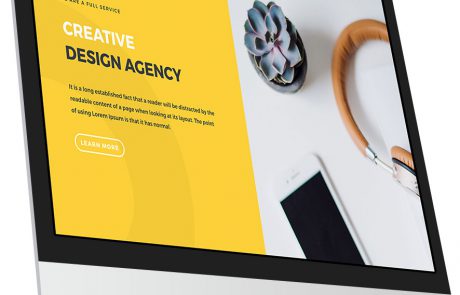 ARE A FULL SERVICE
CREATIVE
DESIGN AGENCY
It is a long established fact that a reader will be distracted by the
readable content of a page when looking at its layout. The point
of using Lorem Ipsum is that it has normal.
LEARN MORE